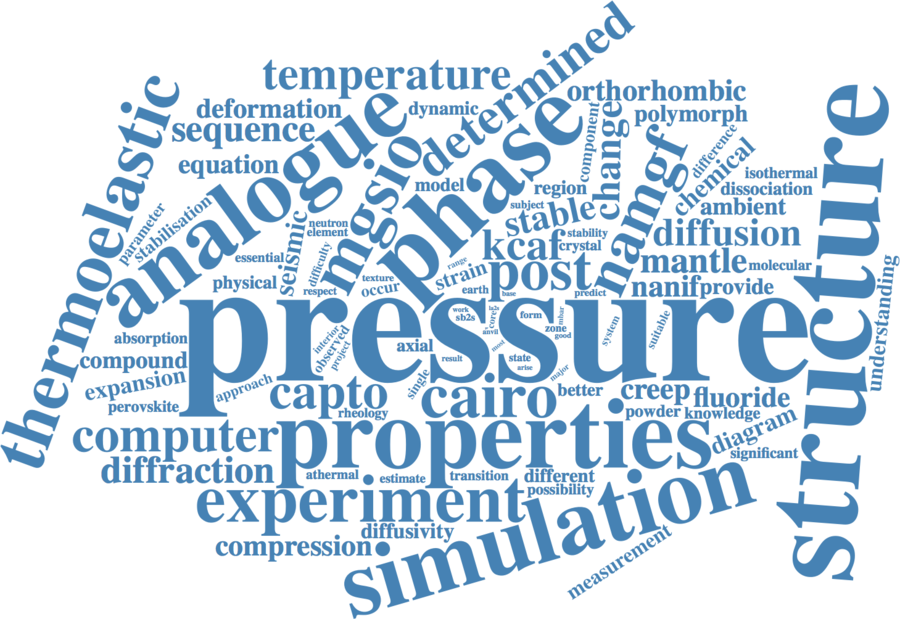 temperature
determined
deformation
dynamic
orthorhombic
sequence
analogue
phase
polymorph
thermoelastic
equation
mgsio
component
change
namgf
difference
chemical
structure
model
region
isothermal
dissociation
subject
stable
ambient
parameter
stabilisation
seismic
neutron
element
kcaf
stability
crystal
diffusion
essential
difficulty
range
strain
post
mantle
molecular
physical
respect
texture
occur
earth
base
predict
nanif
provide
understanding
pressure
work
sb2s
core
anvil
form
mbar
zone
good
system
suitable
absorption
interior
observed
project
axial
most
compound
result
state
arise
major
expansion
approach
single
better
creep
fluoride
perovskite
capto
rheology
cairo
powder
knowledge
computer
properties
diagram
significant
diffraction
athermal
estimate
transition
different
possibility
experiment
simulation
diffusivity
compression
measurement